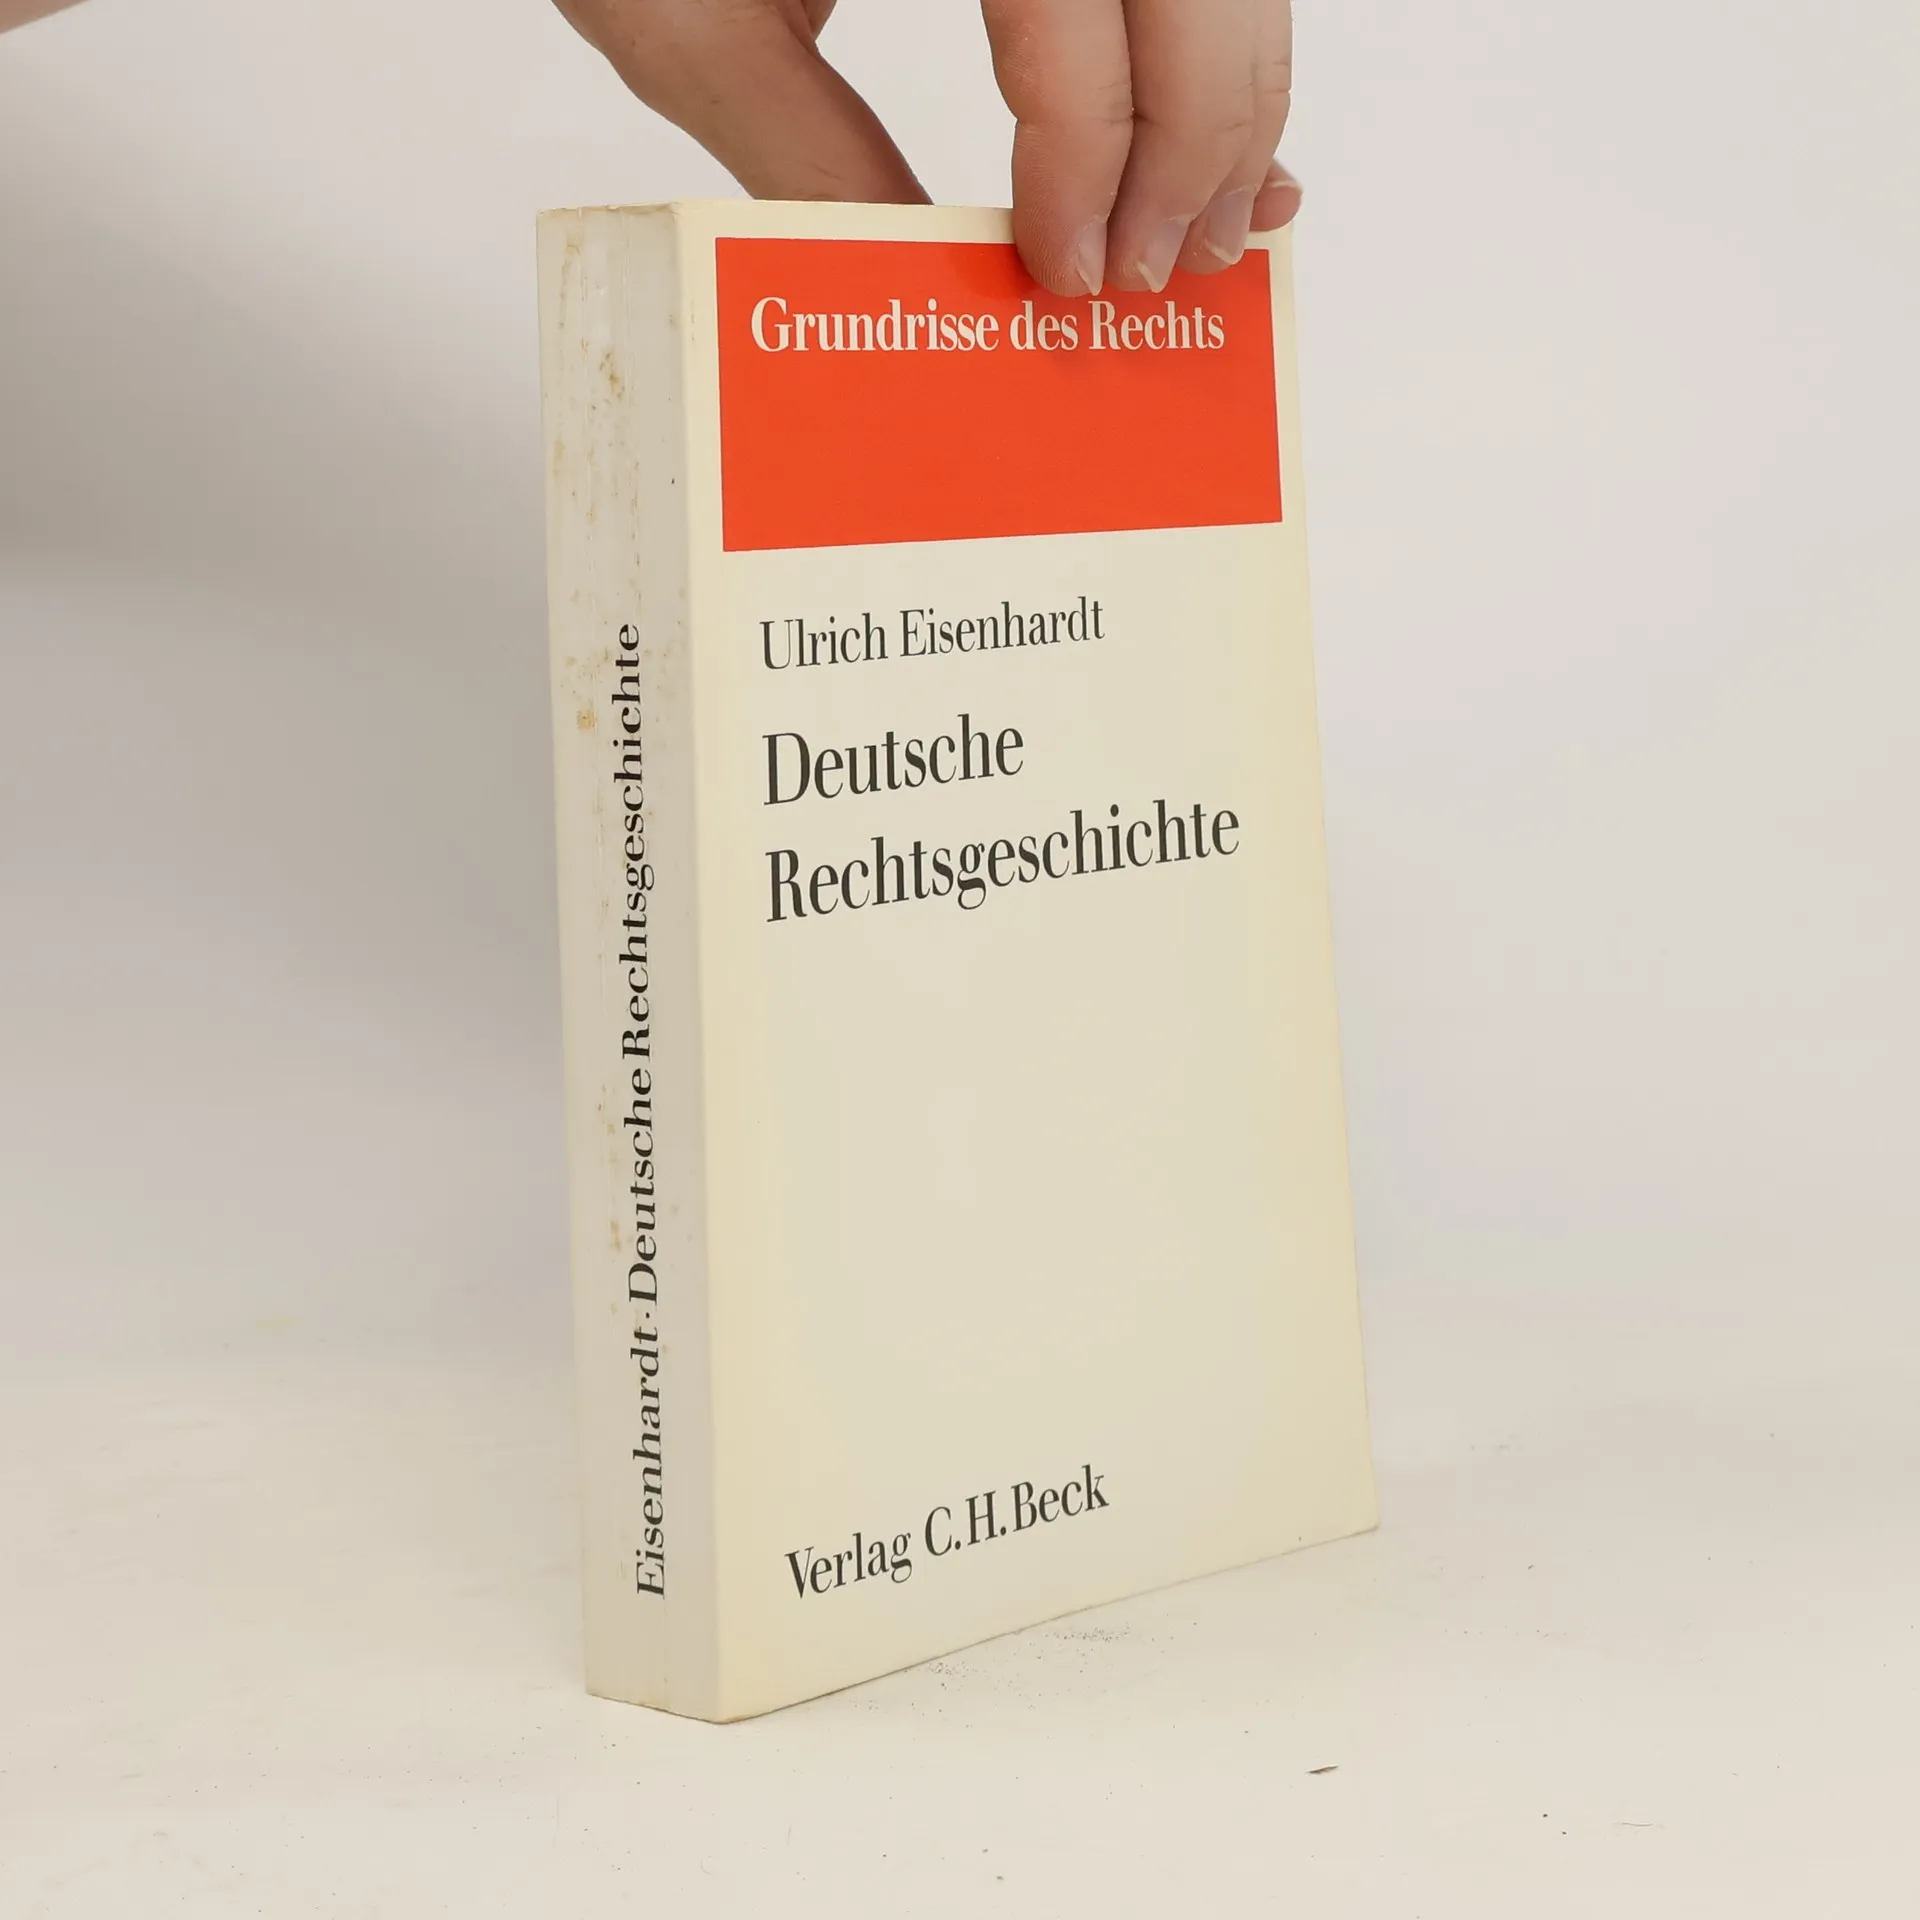 Grundrisse des Rechts
Ulrich Eisenhardt
Deutsche
Rechtsgeschichte
Verlag C.H.Beck
Eisenhardt·Deutsche Rechtsgeschichte